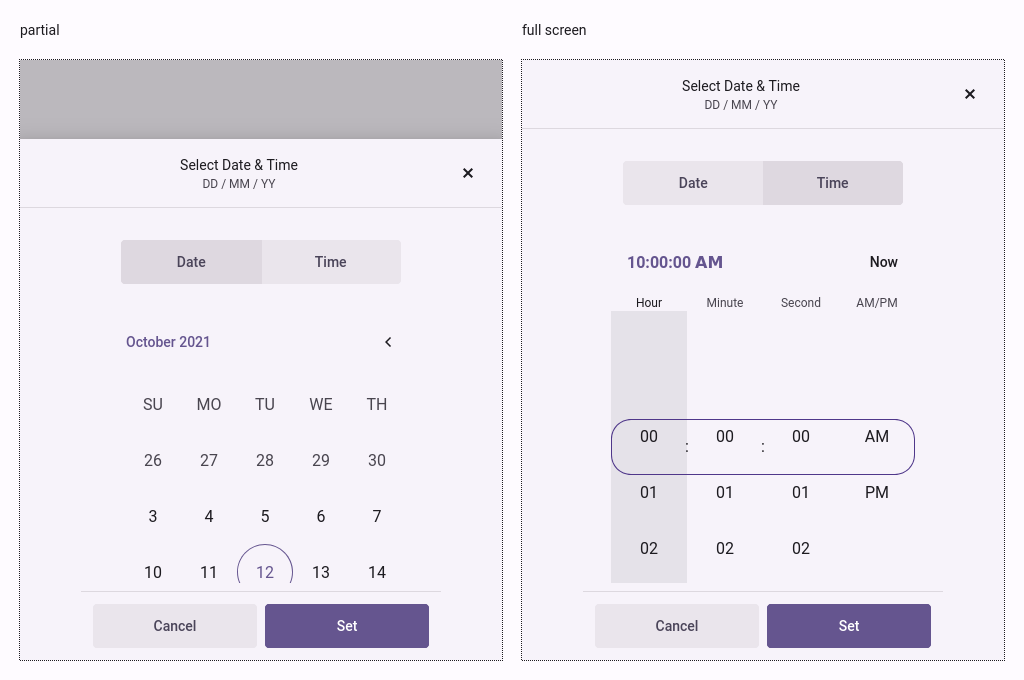 partial
Select Date & Time
DD / MM / YY
Date Time
October 2021
SU MO TU WE TH
26 27 28 29 30
3 4 5 6 7
10 11 12 13 14
Cancel Set
full screen
Select Date & Time
DD / MM / YY
Date Time
10:00:00 AM Now
Hour Minute Second AM/PM
00 : 00 : 00 AM
01 01 01 PM
02 02 02
Cancel Set